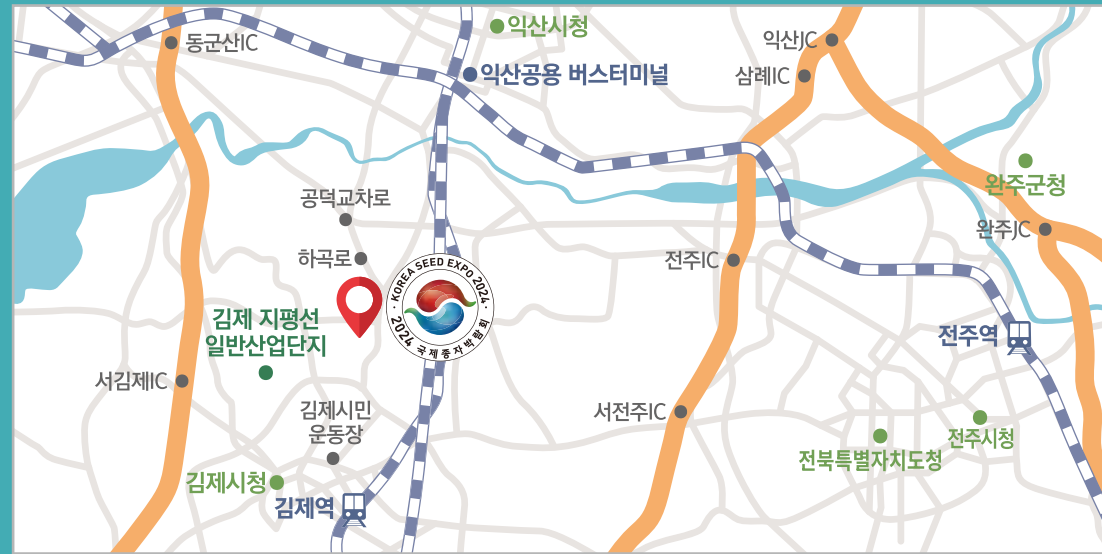 익산시청
동군산IC
익산JC
익산공용 버스터미널
삼례IC
완주군청
공덕교차로
완주JC
하곡로
전주IC
· KOREA SEED EXPO 2024 ·
2024 국제종자박람회
김제 지평선
일반산업단지
전주역
서김제IC
김제시민
운동장
서전주IC
전주시청
전북특별자치도청
김제시청
김제역